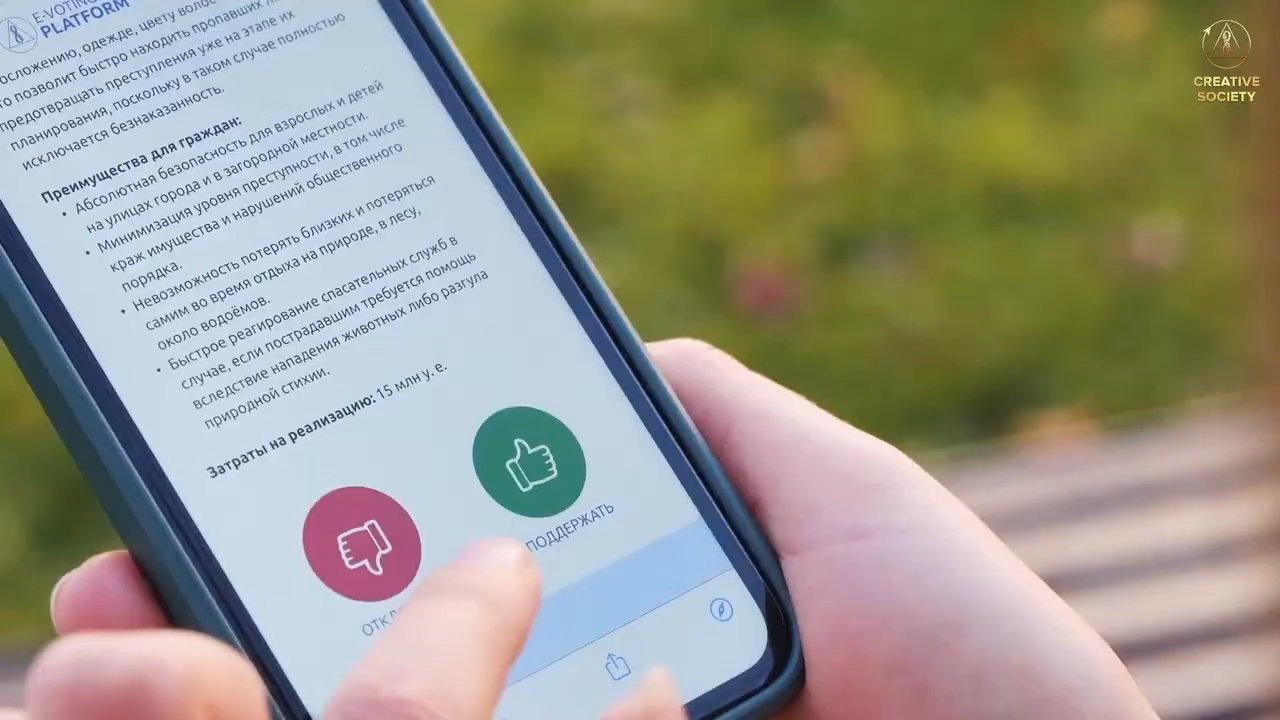 E-VOTING
PLATFORM
CREATIVE
SOCIETY
одежде, цвету волос
позволит быстро находить пропавших
предотвращать преступления уже на этапе их
планирования, поскольку в таком случае полностью
исключается безнаказанность.
Преимущества для граждан:
• Абсолютная безопасность для взрослых и детей
на улицах города и в загородной местности.
• Минимизация уровня преступности, в том числе
краж имущества и нарушений общественного
порядка.
• Невозможность потерять близких и потеряться
самим во время отдыха на природе, в лесу,
около водоёмов.
• Быстрое реагирование спасательных служб в
случае, если пострадавшим требуется помощь
вследствие нападения животных либо разгула
природной стихии.
Затраты на реализацию: 15 млн у. е.
ПОДДЕРЖАТЬ